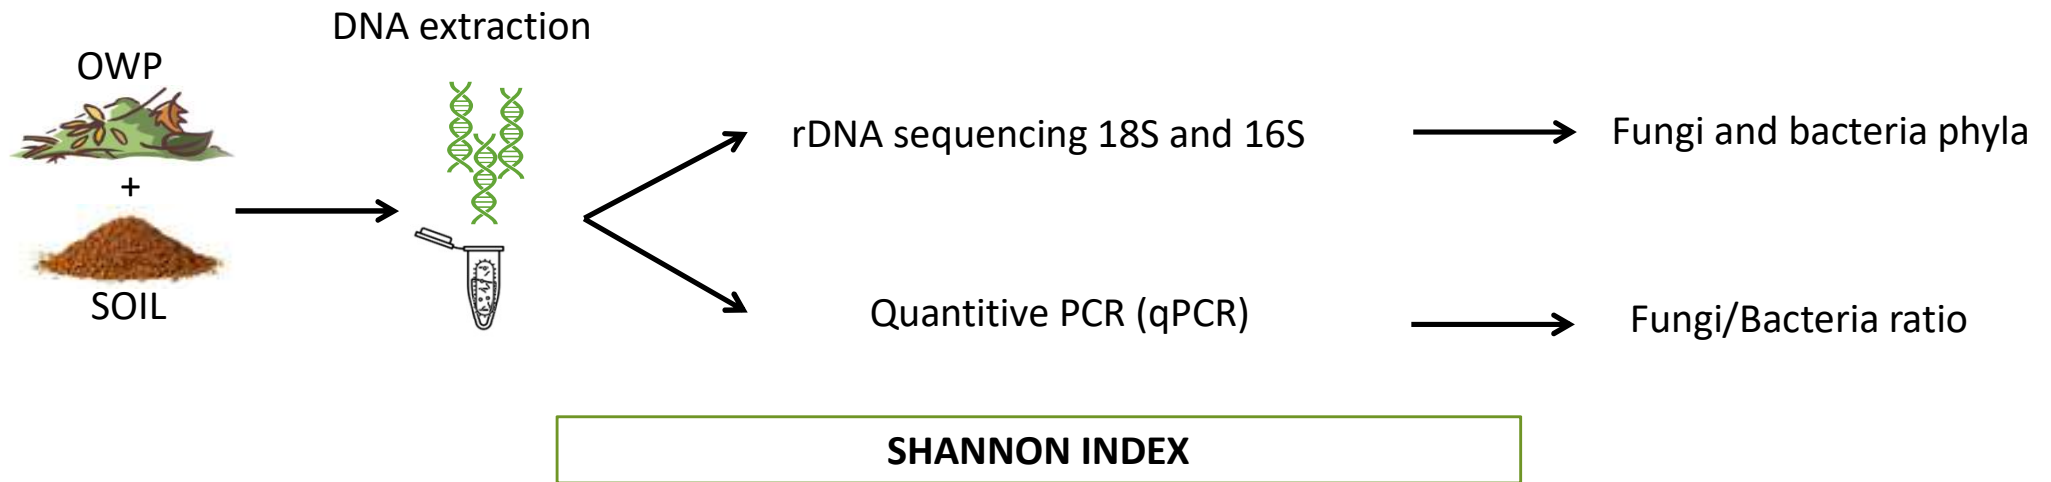 DNA extraction
OWP
+
SOIL
rDNA sequencing 18S and 16S
Fungi and bacteria phyla
Quantitive PCR (qPCR)
Fungi/Bacteria ratio
SHANNON INDEX